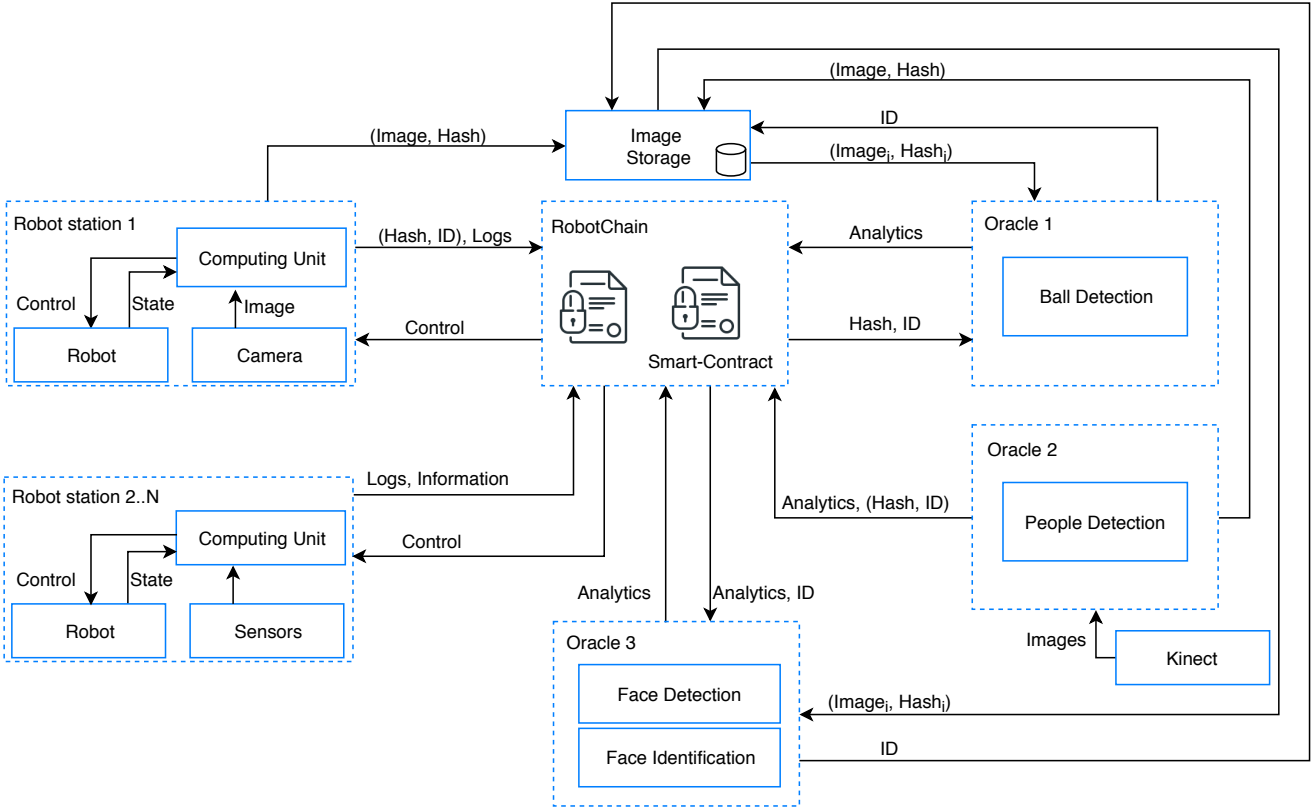 (Image, Hash)
ID
(Image, Hash)
Image
Storage
(Imageᵢ, Hashᵢ)
Robot station 1
Computing Unit
Control
State
Image
Robot
Camera
(Hash, ID), Logs
Control
RobotChain
Smart-Contract
Analytics
Hash, ID
Oracle 1
Ball Detection
Robot station 2..N
Computing Unit
Control
State
Robot
Sensors
Logs, Information
Control
Analytics, (Hash, ID)
Oracle 2
People Detection
Images
Kinect
Analytics
Analytics, ID
Oracle 3
Face Detection
Face Identification
(Imageᵢ, Hashᵢ)
ID